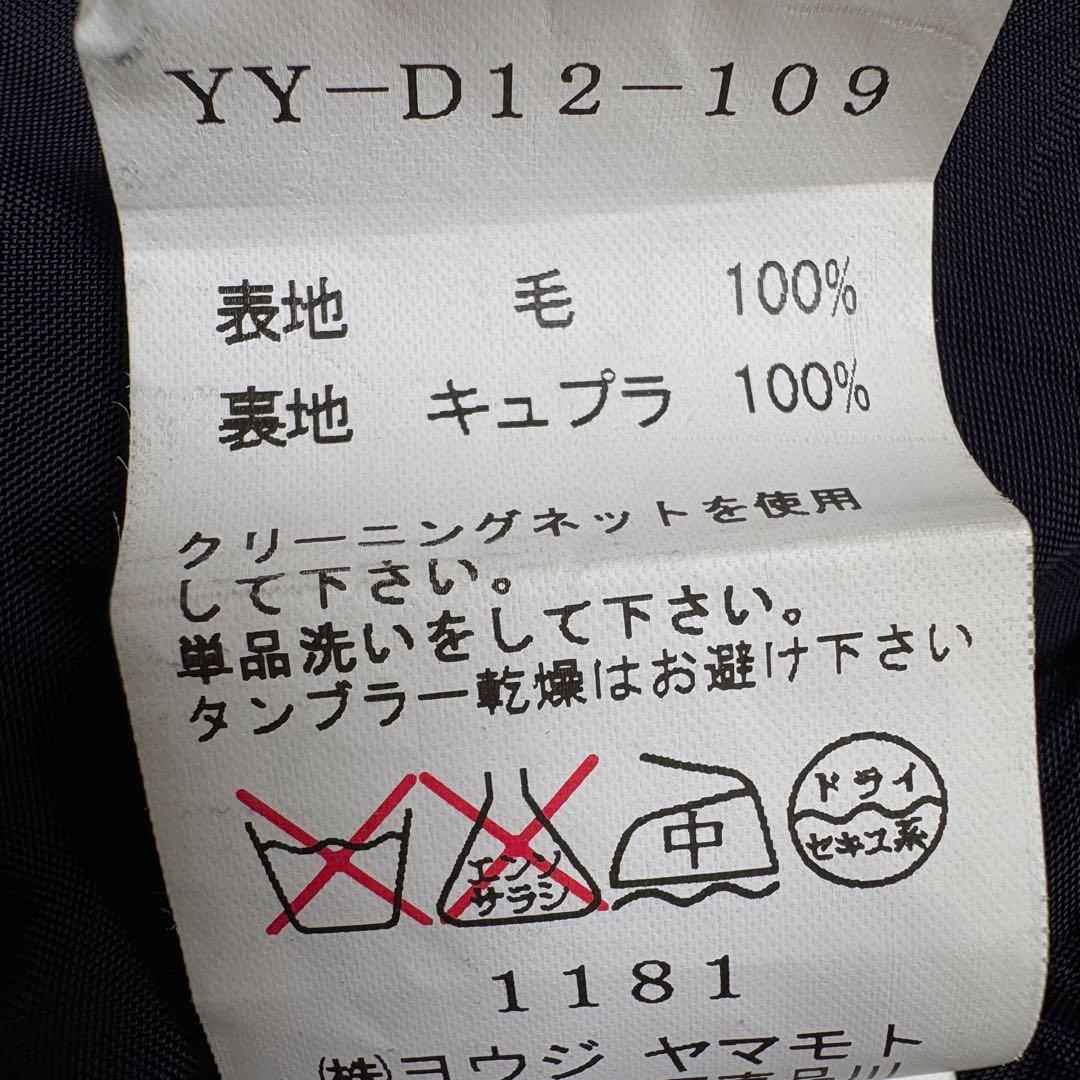 YY-D12-109
表地 毛 100%
裏地 キュプラ 100%
クリーニングネットを使用
して下さい。
単品洗いをして下さい。
タンブラー乾燥はお避け下さい
エンソ
サラシ
中
ドライ
セキユ系
1181
(株)ヨウジ ヤマモト